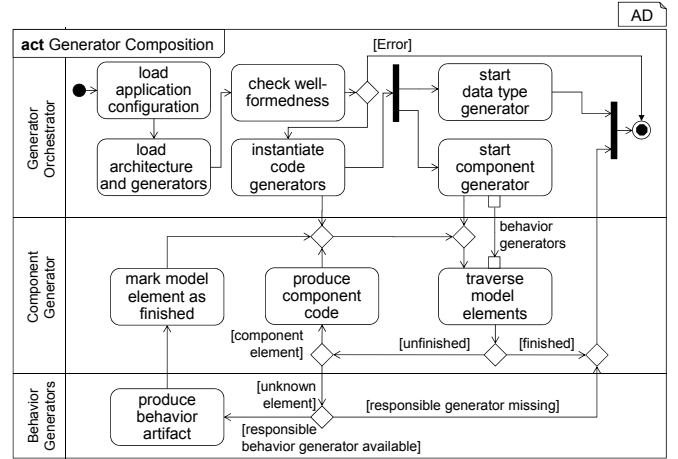 AD
act Generator Composition
[Error]
Generator
Orchestrator
load
application
configuration
check well-
formedness
start
data type
generator
load
architecture
and generators
instantiate
code
generators
start
component
generator
behavior
generators
Component
Generator
mark model
element as
finished
produce
component
code
traverse
model
elements
[component
element]
[unfinished]
[finished]
Behavior
Generators
produce
behavior
artifact
[unknown
element]
[responsible generator missing]
[responsible
behavior generator available]